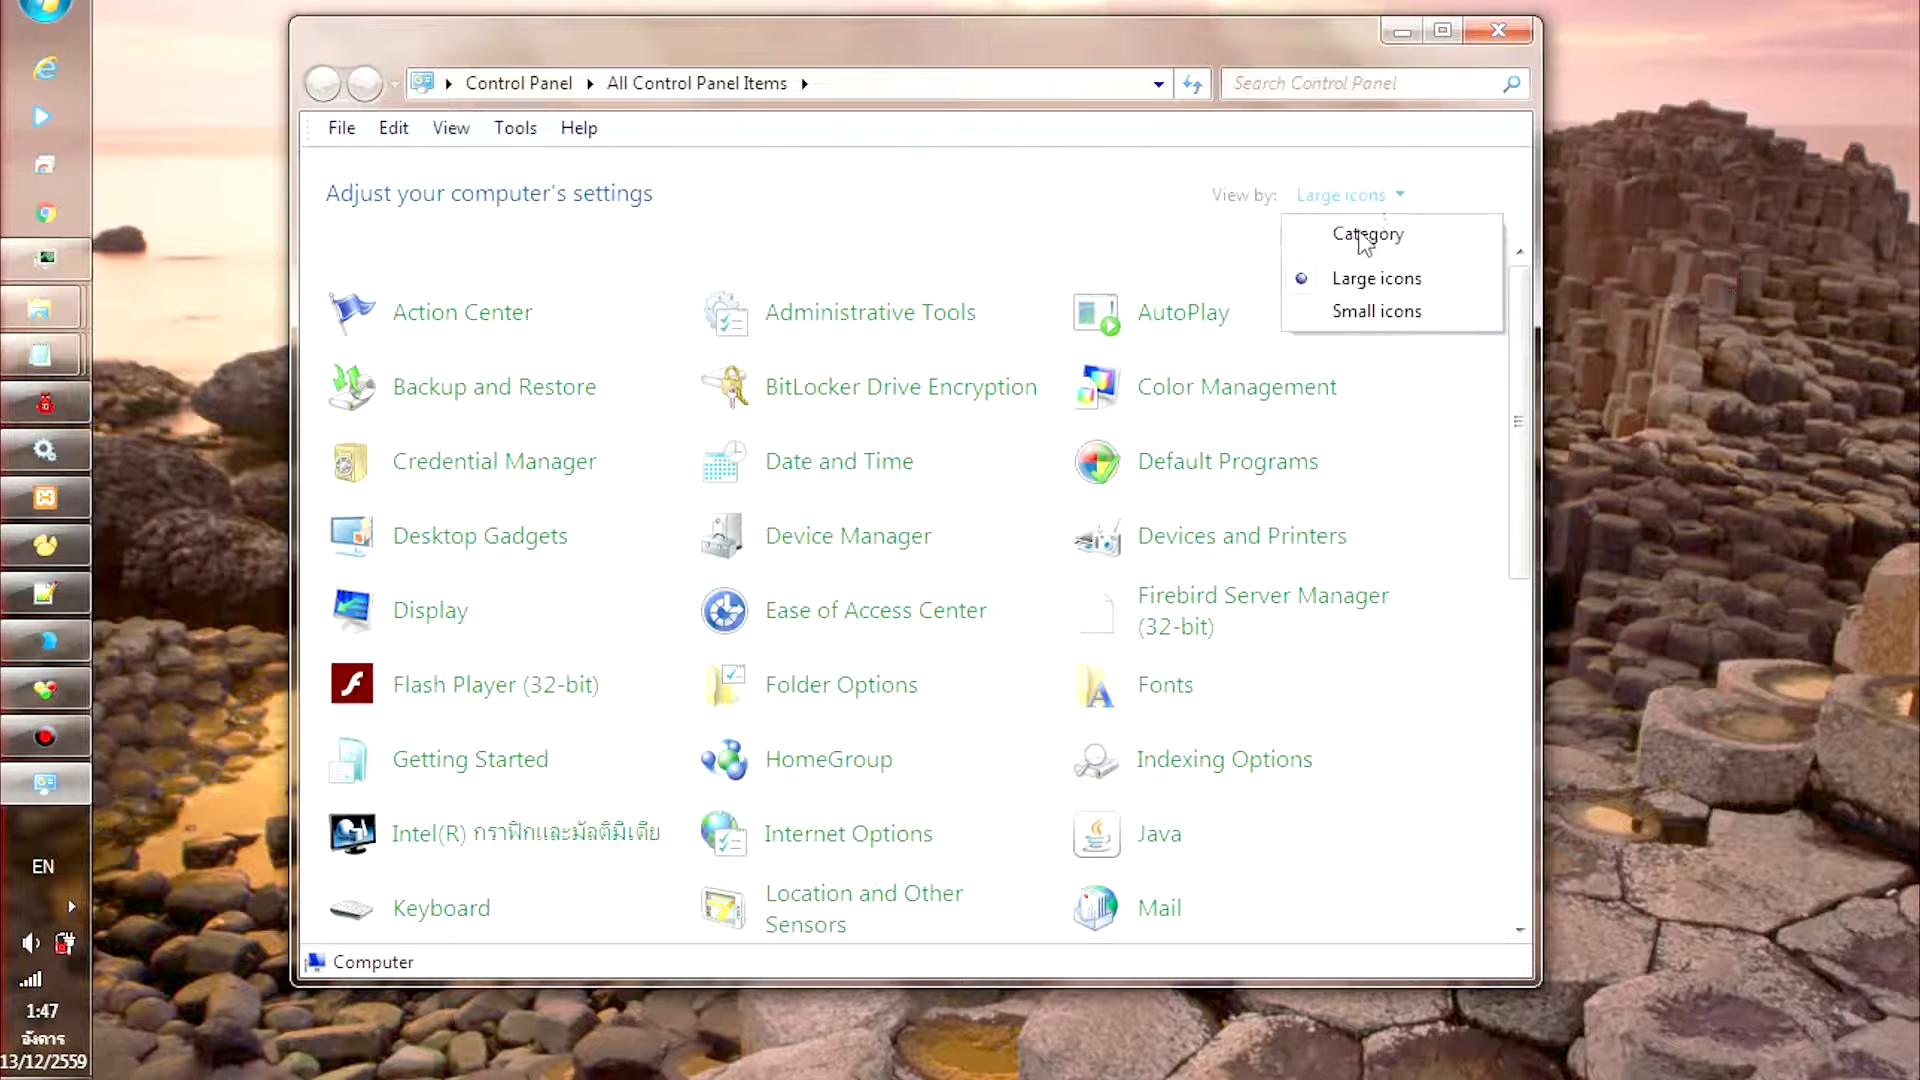 Control Panel
All Control Panel Items
Search Control Panel
File Edit View Tools Help
Adjust your computer's settings
View by: Large icons
Category
Large icons
Small icons
Action Center
Administrative Tools
AutoPlay
Backup and Restore
BitLocker Drive Encryption
Color Management
Credential Manager
Date and Time
Default Programs
Desktop Gadgets
Device Manager
Devices and Printers
Display
Ease of Access Center
Firebird Server Manager
(32-bit)
Flash Player (32-bit)
Folder Options
Fonts
Getting Started
HomeGroup
Indexing Options
Intel(R) กราฟิกและมัลติมีเดีย
Internet Options
Java
Keyboard
Location and Other
Sensors
Mail
Computer
EN
1:47
อังคาร
13/12/2559